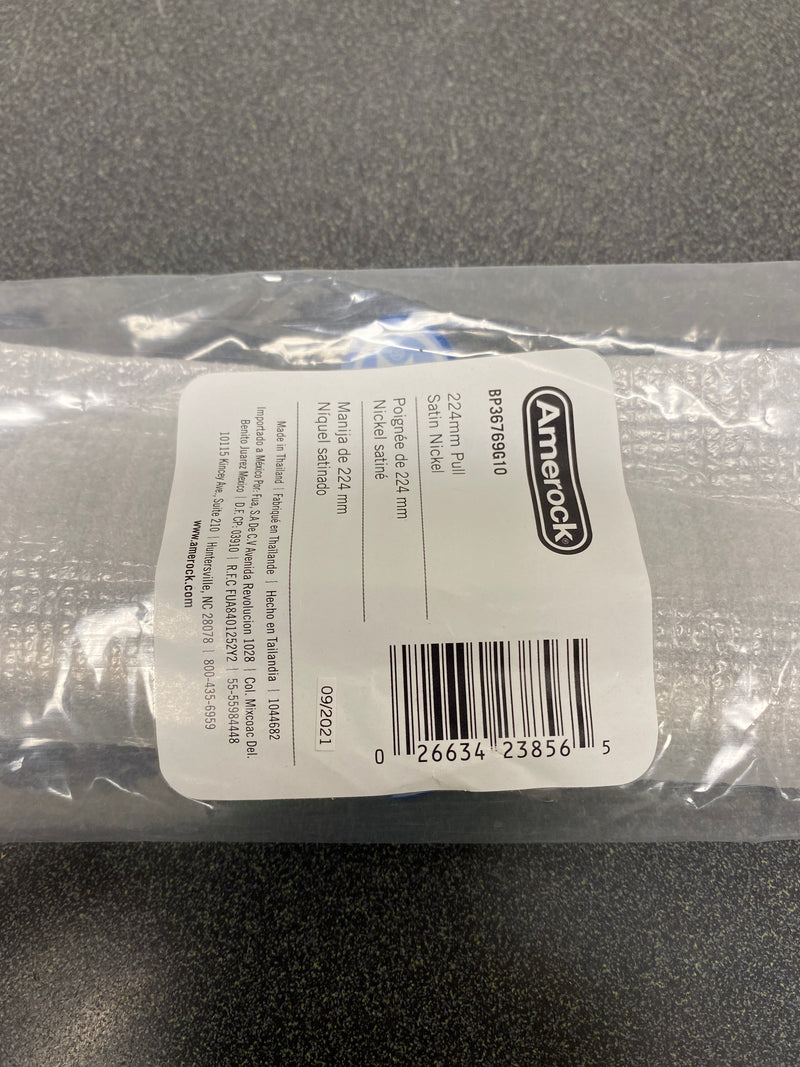 Amerock®
BP36769G10
224mm Pull
Satin Nickel
Poignée de 224 mm
Nickel satiné
Manija de 224 mm
Níquel satinado
0 26634 23856 5
09/2021
Made in Thailand | Fabriqué en Thaïlande | Hecho en Tailandia | 1044682
Importado a México Por: Fua, S.A De C.V Avenida Revolucion 1028 | Col. Mixcoac Del.
Benito Juarez Mexico | D.F. CP: 03910 | R.F.C FUA8401252Y2 | 55-55984448
10115 Kincey Ave., Suite 210 | Huntersville, NC 28078 | 800-435-6959
www.amerock.com